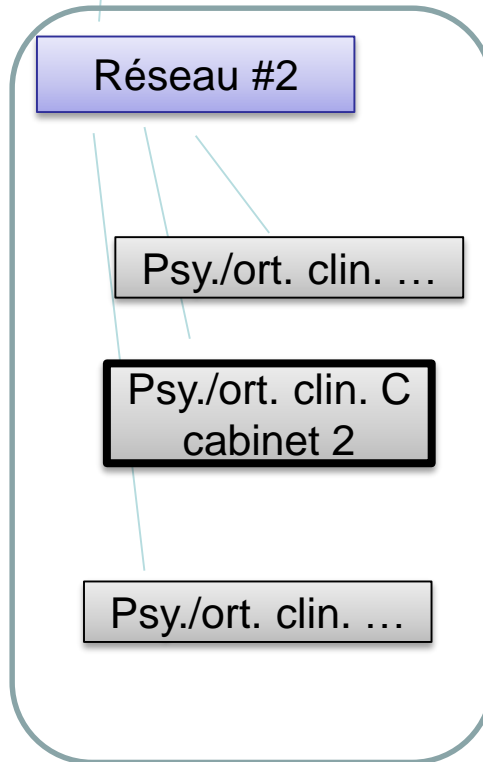 Réseau #2
Psy./ort. clin. …
Psy./ort. clin. C
cabinet 2
Psy./ort. clin. …